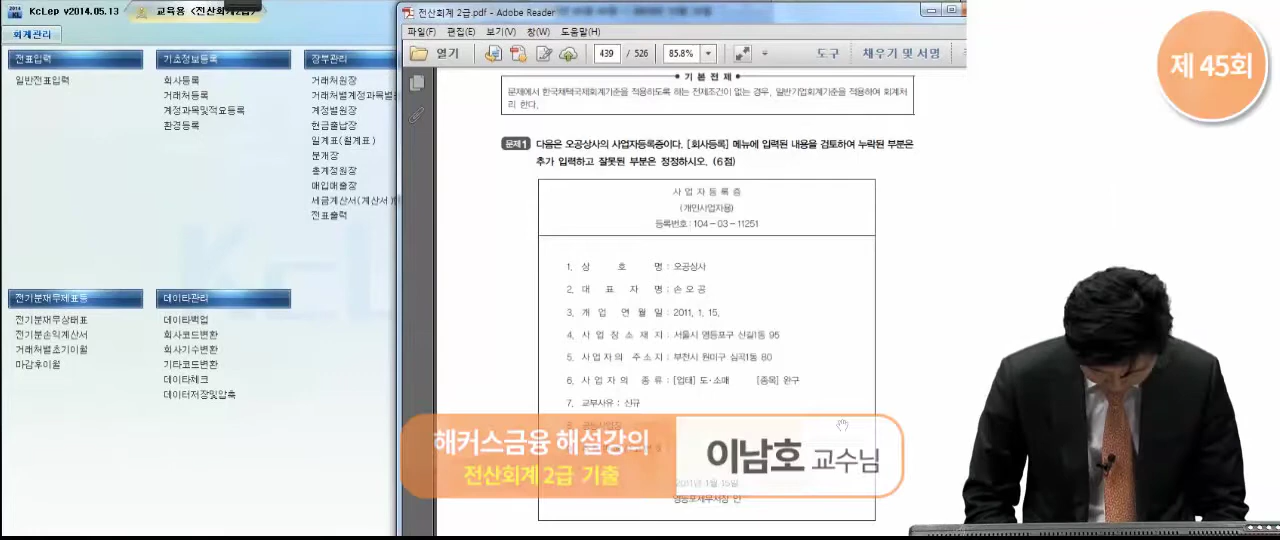 KcLep v2014.05.13
교육용 <전산회계2급>
회계관리
전표입력
일반전표입력
기초정보등록
회사등록
거래처등록
계정과목및적요등록
환경등록
장부관리
거래처원장
거래처별계정과목별
계정별원장
현금출납장
일계표(월계표)
분개장
총계정원장
매입매출장
세금계산서(계산서)
전표출력
전기분재무제표등
전기분재무상태표
전기분손익계산서
거래처별초기이월
마감후이월
데이타관리
데이타백업
회사코드변환
회사기수변환
기타코드변환
데이타체크
데이터저장및압축
전산회계 2급.pdf - Adobe Reader
파일(F) 편집(E) 보기(V) 창(W) 도움말(H)
열기 439 / 526 85.8% 도구 채우기 및 서명
기 본 전 제
문제에서 한국채택국제회계기준을 적용하도록 하는 전제조건이 없는 경우, 일반기업회계기준을 적용하여 회계처
리 한다.
문제1 다음은 오공상사의 사업자등록증이다. [회사등록] 메뉴에 입력된 내용을 검토하여 누락된 부분은
추가 입력하고 잘못된 부분은 정정하시오. (6점)
사 업 자 등 록 증
(개인사업자용)
등록번호 : 104-03-11251
1. 상 호 명 : 오공상사
2. 대 표 자 명 : 손 오 공
3. 개 업 연 월 일 : 2011. 1. 15.
4. 사 업 장 소 재 지 : 서울시 영등포구 신길1동 95
5. 사 업 자 의 주 소 지 : 부천시 원미구 심곡1동 80
6. 사 업 자 의 종 류 : [업태] 도·소매 [종목] 완구
7. 교부사유 : 신규
2011년 1월 15일
영등포세무서장 인
해커스금융 해설강의
전산회계 2급 기출
이남호 교수님
제 45회